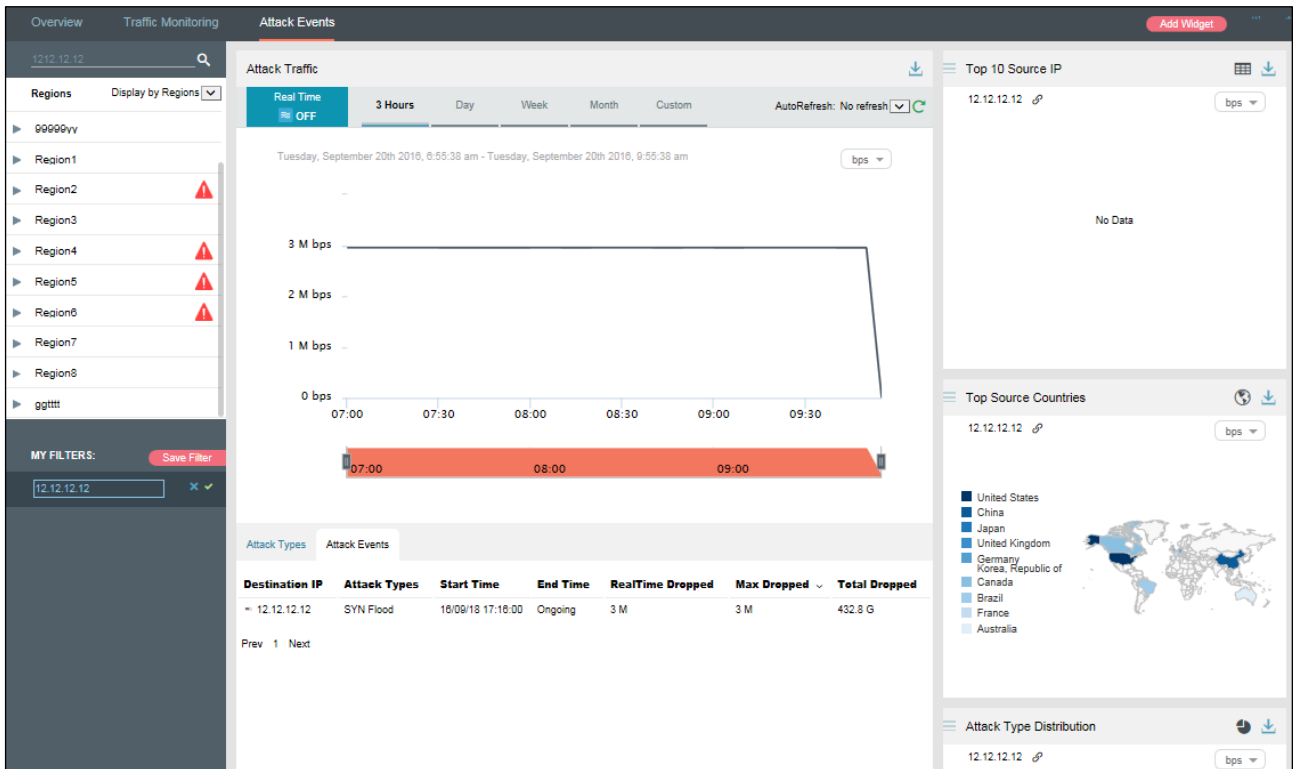 Overview Traffic Monitoring Attack Events Add Widget
1212.12.12
Regions Display by Regions
99999yy
Region1
Region2
Region3
Region4
Region5
Region6
Region7
Region8
ggtttt
MY FILTERS: Save Filter
12.12.12.12
Attack Traffic
Real Time
OFF
3 Hours Day Week Month Custom AutoRefresh: No refresh
Tuesday, September 20th 2016, 6:55:38 am - Tuesday, September 20th 2016, 9:55:38 am bps
3 M bps
2 M bps
1 M bps
0 bps
07:00 07:30 08:00 08:30 09:00 09:30
07:00 08:00 09:00
Attack Types Attack Events
Destination IP Attack Types Start Time End Time RealTime Dropped Max Dropped Total Dropped
12.12.12.12 SYN Flood 16/09/18 17:16:00 Ongoing 3 M 3 M 432.8 G
Prev 1 Next
Top 10 Source IP
12.12.12.12 bps
No Data
Top Source Countries
12.12.12.12 bps
United States
China
Japan
United Kingdom
Germany
Korea, Republic of
Canada
Brazil
France
Australia
Attack Type Distribution
12.12.12.12 bps